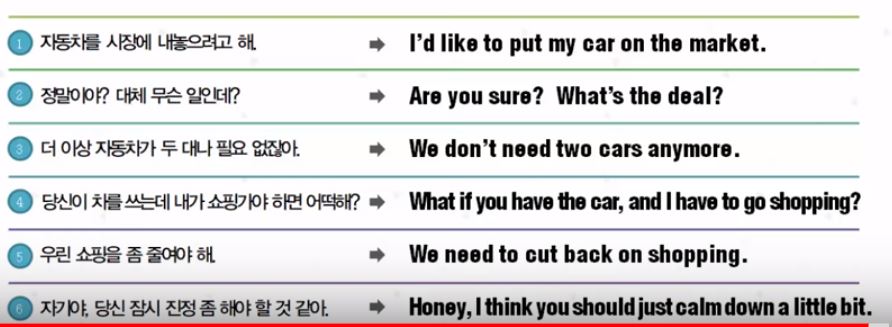 1 자동차를 시장에 내놓으려고 해. ➡ I'd like to put my car on the market.
2 정말이야? 대체 무슨 일인데? ➡ Are you sure? What's the deal?
3 더 이상 자동차가 두 대나 필요 없잖아. ➡ We don't need two cars anymore.
4 당신이 차를 쓰는데 내가 쇼핑가야 하면 어떡해? ➡ What if you have the car, and I have to go shopping?
5 우린 쇼핑을 좀 줄여야 해. ➡ We need to cut back on shopping.
6 자기야, 당신 잠시 진정 좀 해야 할 것 같아. ➡ Honey, I think you should just calm down a little bit.